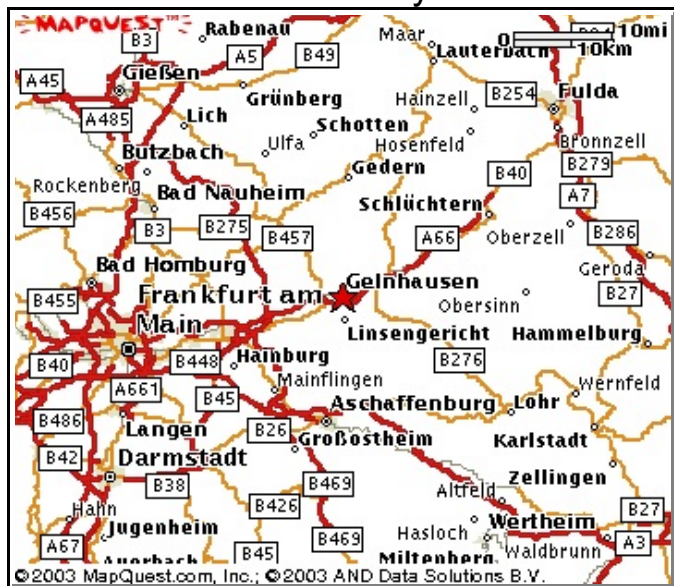 MAPQUEST™
Rabenau
Maar
B84
0 10mi
10km
B3
A5
B49
Lauterbach
A45
Gießen
Grünberg
Hainzell
B254
Fulda
A485
Lich
Schotten
Hosenfeld
Bronnzell
Ulfa
Butzbach
Gedern
B279
Rockenberg
Bad Nauheim
B40
A7
B456
B3
B275
B457
Schlüchtern
A66
Oberzell
B286
Bad Homburg
Gelnhausen
Geroda
B455
Frankfurt am
Main
Obersinn
B27
Linsengericht
Hammelburg
B40
B448
Hainburg
B276
A661
B45
Mainflingen
Wernfeld
B486
Langen
B26
Aschaffenburg
Lohr
Großostheim
Karlstadt
B42
Darmstadt
B38
B469
Zellingen
Hahn
B426
Altfeld
B27
Jugenheim
B469
Hasloch
Wertheim
A67
Auerbach
B45
Miltenberg
Waldbrunn
A3
©2003 MapQuest.com, Inc.; ©2003 AND Data Solutions B.V.